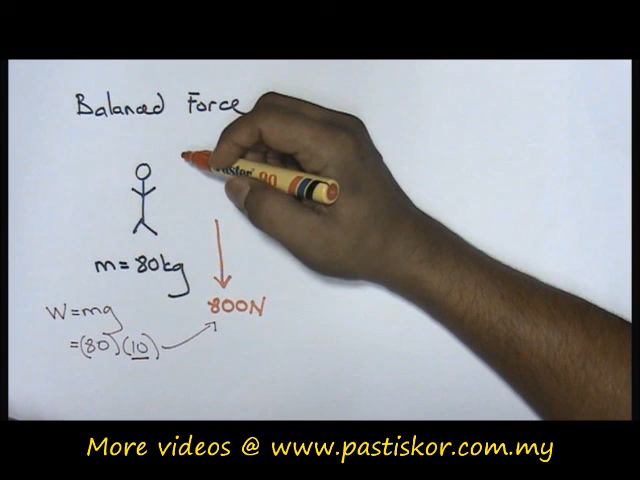 Balanced Force
m = 80kg
800N
W = mg
= (80)(10)
More videos @ www.pastiskor.com.my